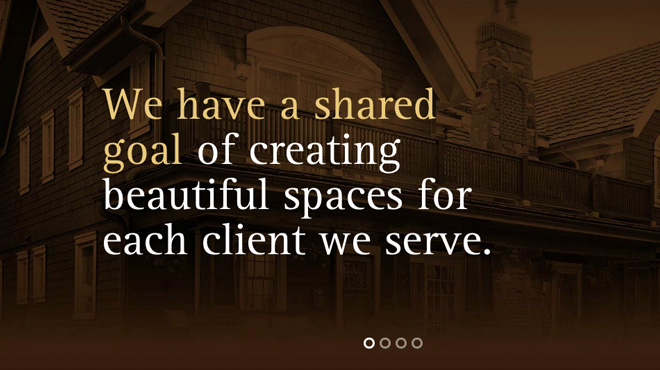 We have a shared
goal of creating
beautiful spaces for
each client we serve.